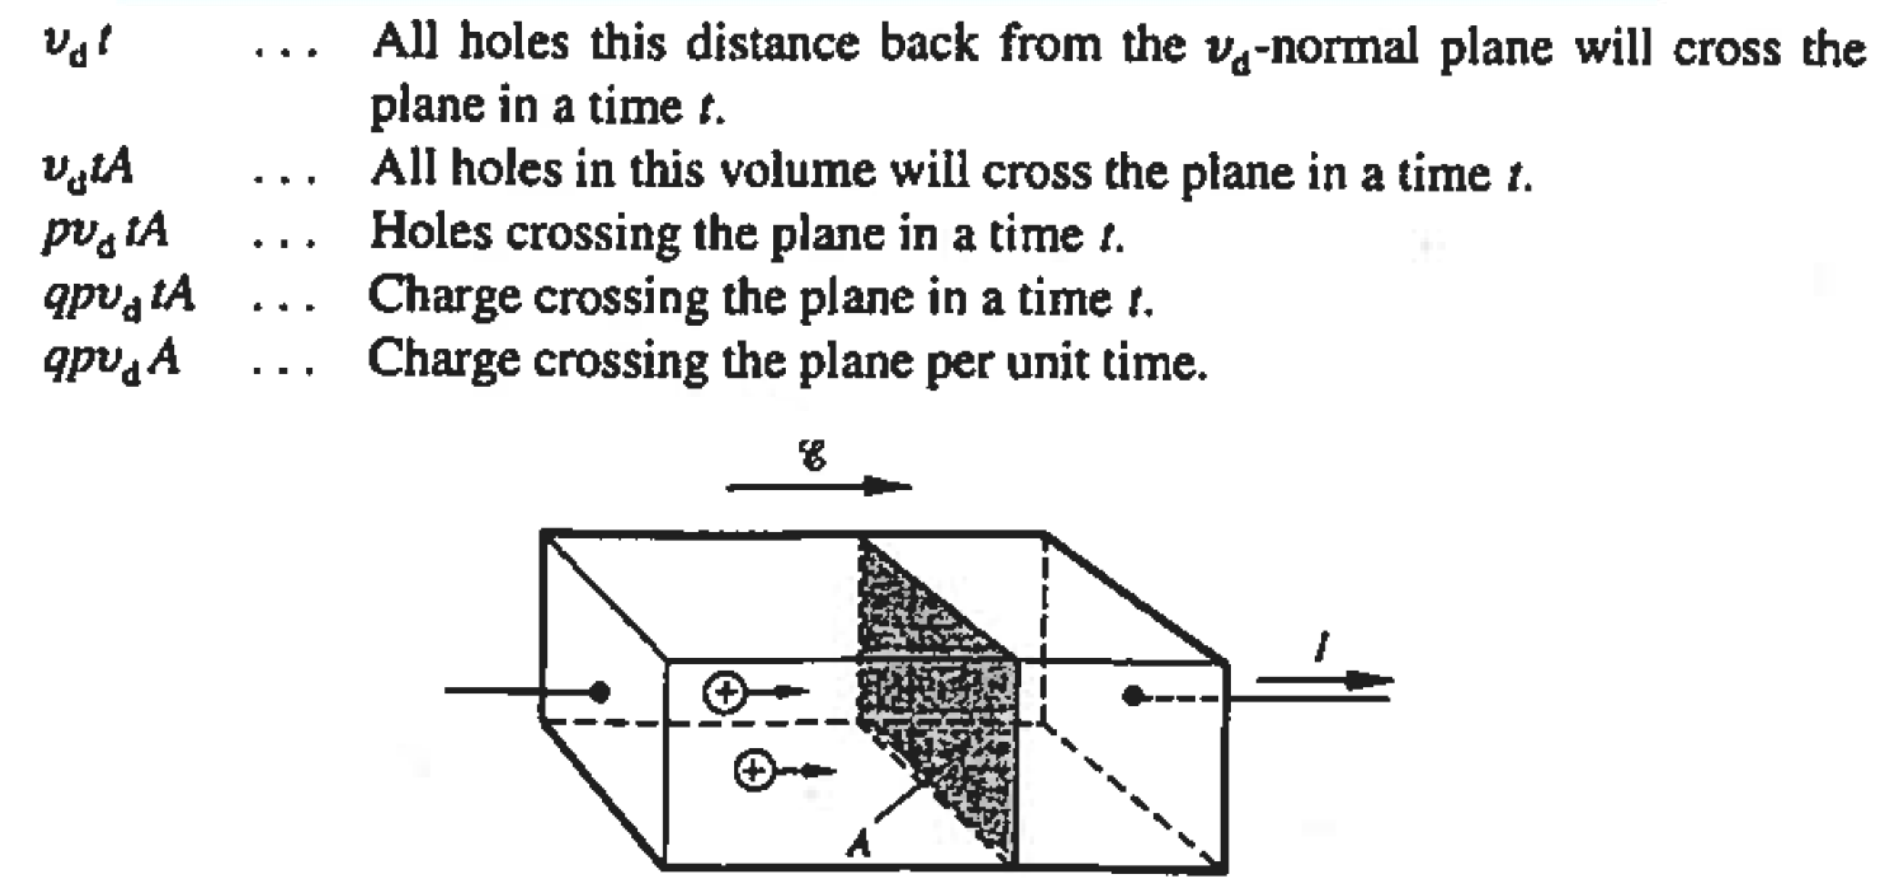 v_d t ... All holes this distance back from the v_d-normal plane will cross the
plane in a time t.
v_d tA ... All holes in this volume will cross the plane in a time t.
pv_d tA ... Holes crossing the plane in a time t.
qpv_d tA ... Charge crossing the plane in a time t.
qpv_d A ... Charge crossing the plane per unit time.
ℰ
I
+
+
A